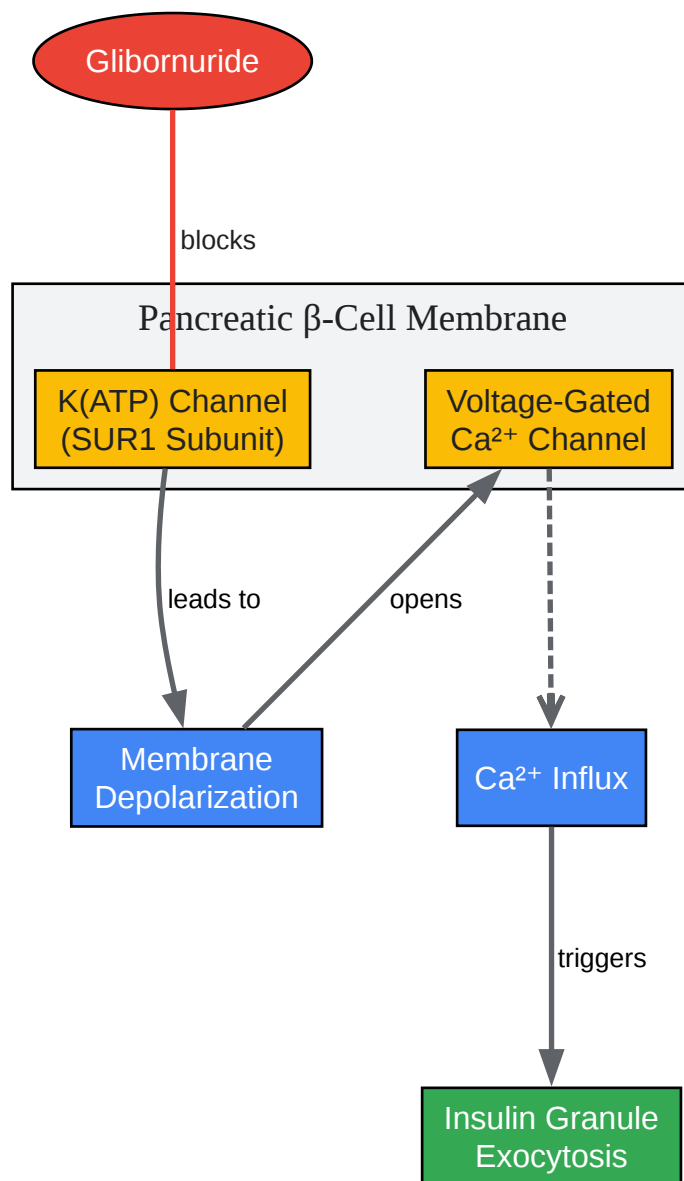 Glibornuride
blocks
Pancreatic β-Cell Membrane
K(ATP) Channel
(SUR1 Subunit)
Voltage-Gated
Ca²⁺ Channel
leads to
opens
Membrane
Depolarization
Ca²⁺ Influx
triggers
Insulin Granule
Exocytosis